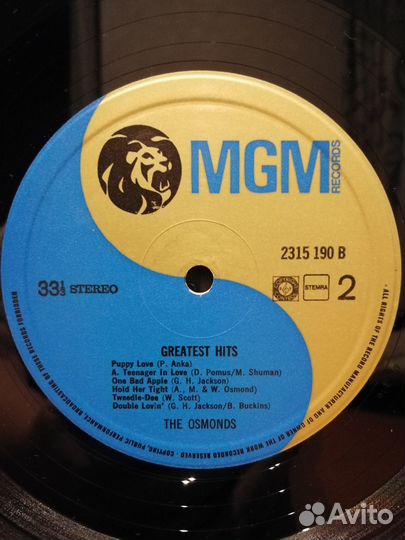 MGM
RECORDS
2315 190 B
33⅓ STEREO
STEMRA
2
GREATEST HITS
Puppy Love (P. Anka)
A. Teenager In Love (D. Pomus/M. Shuman)
One Bad Apple (G. H. Jackson)
Hold Her Tight (A., M. & W. Osmond)
Tweedle-Dee (W. Scott)
Double Lovin' (G. H. Jackson/B. Buckins)
THE OSMONDS
• ALL RIGHTS OF THE RECORD MANUFACTURER AND OF OWNER OF THE WORK RECORDED RESERVED - COPYING, PUBLIC PERFORMANCE, BROADCASTING OF THESE RECORDS PROHIBITED
Avito